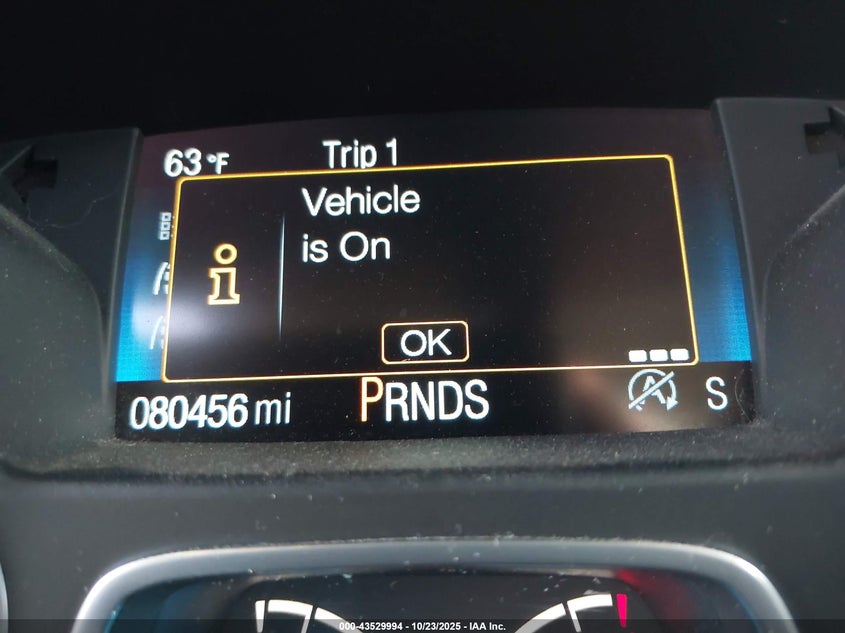 63 °F Trip 1
Vehicle
is On
i
OK
080456 mi PRNDS A S
000-43529994 - 10/23/2025 - IAA Inc.